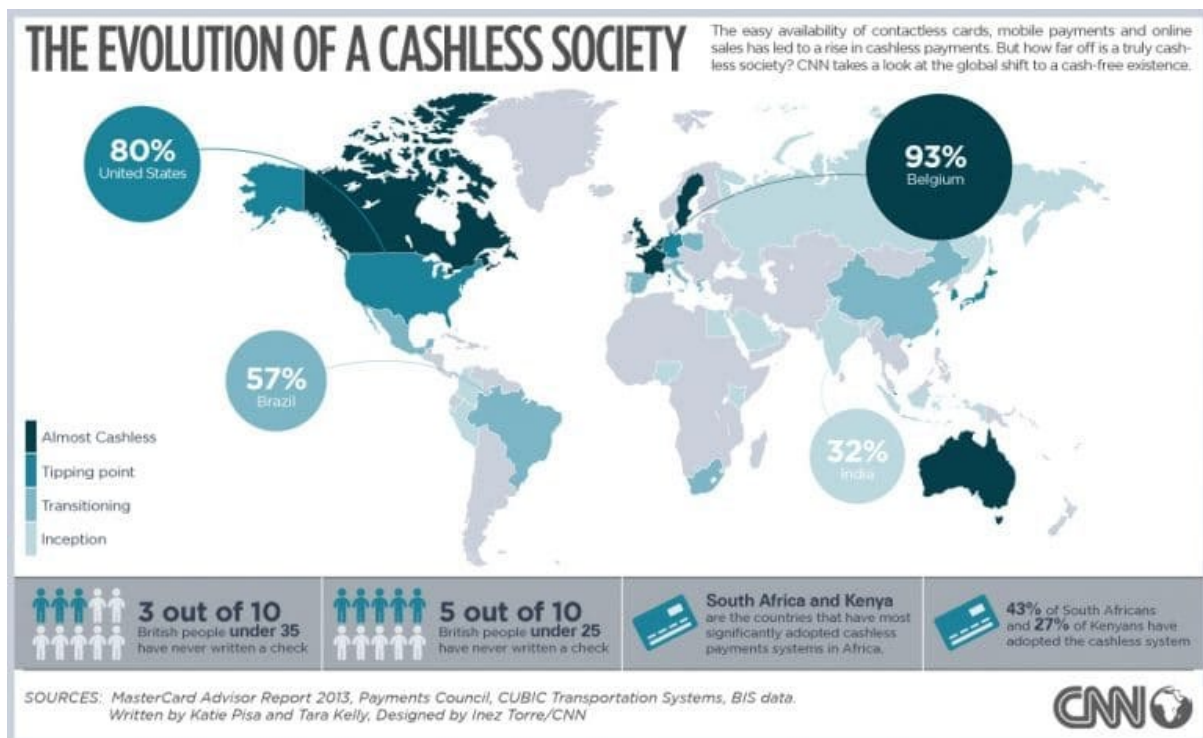 THE EVOLUTION OF A CASHLESS SOCIETY
The easy availability of contactless cards, mobile payments and online
sales has led to a rise in cashless payments. But how far off is a truly cash-
less society? CNN takes a look at the global shift to a cash-free existence.
80%
United States
93%
Belgium
57%
Brazil
32%
India
Almost Cashless
Tipping point
Transitioning
Inception
3 out of 10
British people under 35
have never written a check
5 out of 10
British people under 25
have never written a check
South Africa and Kenya
are the countries that have most
significantly adopted cashless
payments systems in Africa.
43% of South Africans
and 27% of Kenyans have
adopted the cashless system
SOURCES: MasterCard Advisor Report 2013, Payments Council, CUBIC Transportation Systems, BIS data.
Written by Katie Pisa and Tara Kelly, Designed by Inez Torre/CNN
CNN